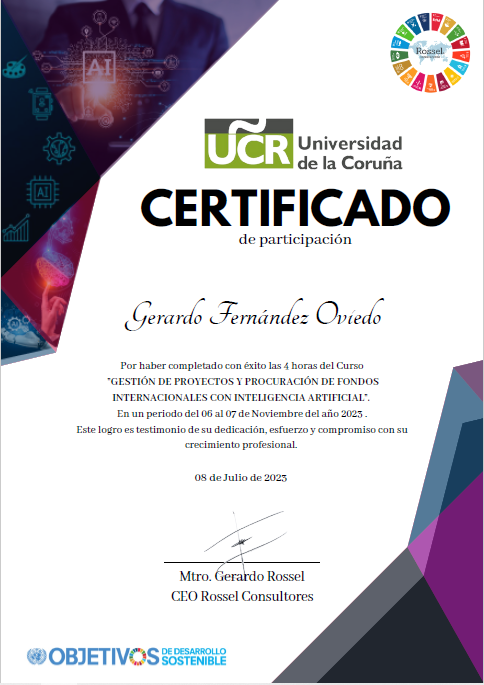 AI
Rossel
UCR Universidad
de la Coruña
CERTIFICADO
de participación
Gerardo Fernández Oviedo
Por haber completado con éxito las 4 horas del Curso
"GESTIÓN DE PROYECTOS Y PROCURACIÓN DE FONDOS
INTERNACIONALES CON INTELIGENCIA ARTIFICIAL".
En un periodo del 06 al 07 de Noviembre del año 2023 .
Este logro es testimonio de su dedicación, esfuerzo y compromiso con su
crecimiento profesional.
08 de Julio de 2023
Mtro. Gerardo Rossel
CEO Rossel Consultores
OBJETIVOS DE DESARROLLO
SOSTENIBLE
AI